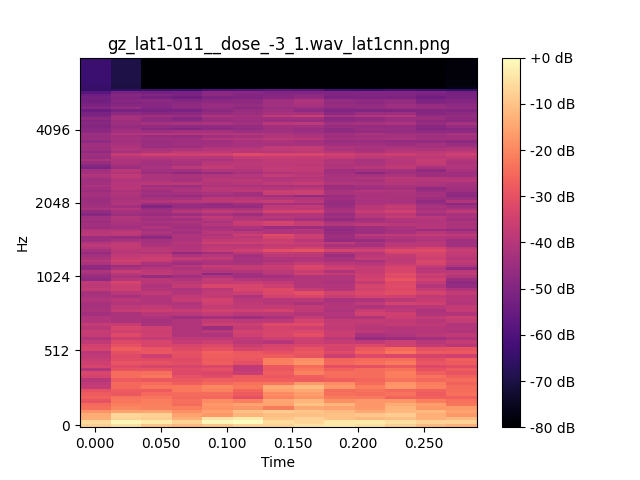 gz_lat1-011__dose_-3_1.wav_lat1cnn.png
Hz
4096
2048
1024
512
0
0.000 0.050 0.100 0.150 0.200 0.250
Time
+0 dB
-10 dB
-20 dB
-30 dB
-40 dB
-50 dB
-60 dB
-70 dB
-80 dB